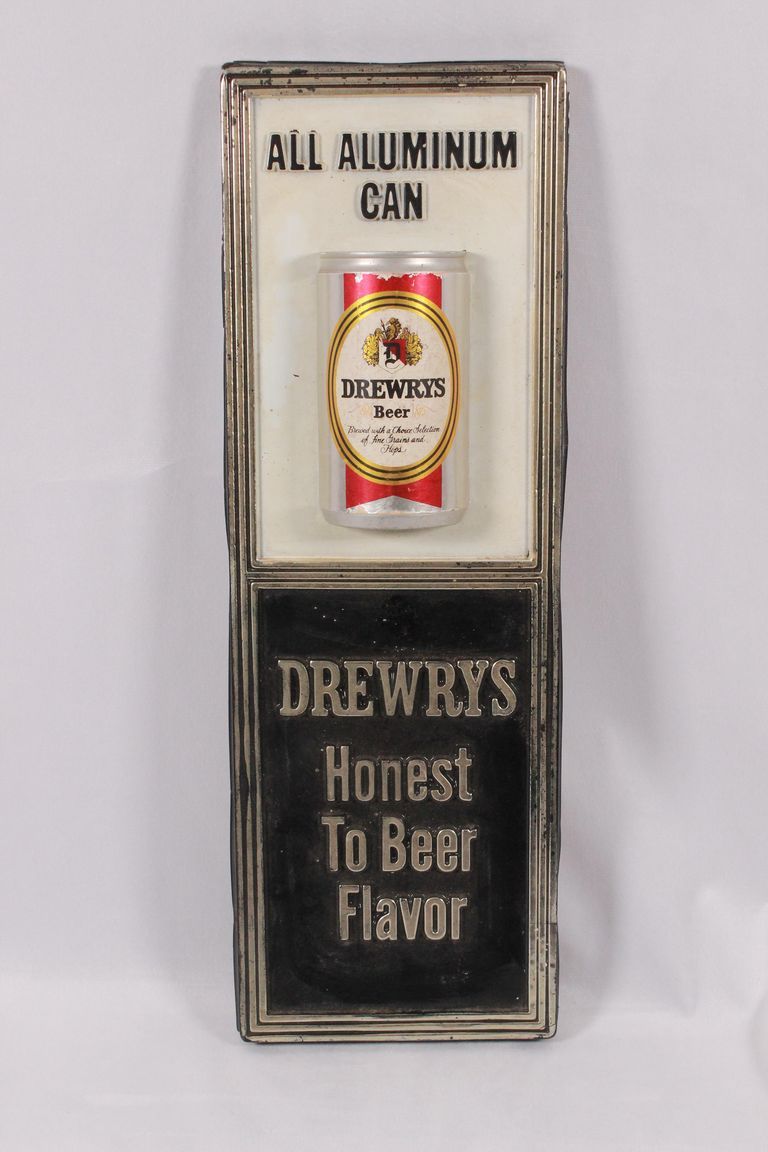 ALL ALUMINUM
CAN
D
DREWRYS
Beer
Brewed with a Choice Selection
of fine Grains and
Hops.
DREWRYS
Honest
To Beer
Flavor